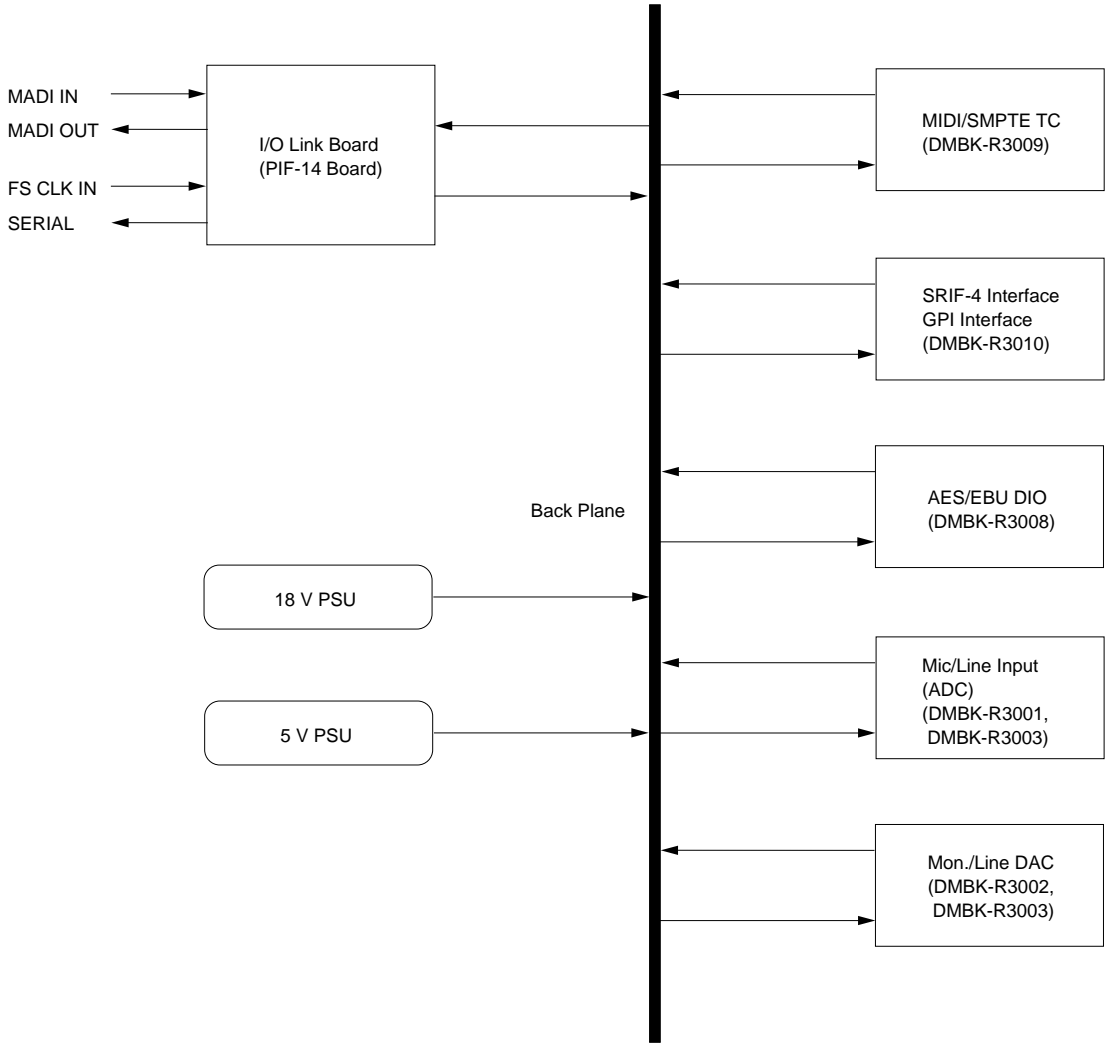 MADI IN
MADI OUT
FS CLK IN
SERIAL
I/O Link Board
(PIF-14 Board)
MIDI/SMPTE TC
(DMBK-R3009)
SRIF-4 Interface
GPI Interface
(DMBK-R3010)
AES/EBU DIO
(DMBK-R3008)
Back Plane
18 V PSU
5 V PSU
Mic/Line Input
(ADC)
(DMBK-R3001,
DMBK-R3003)
Mon./Line DAC
(DMBK-R3002,
DMBK-R3003)